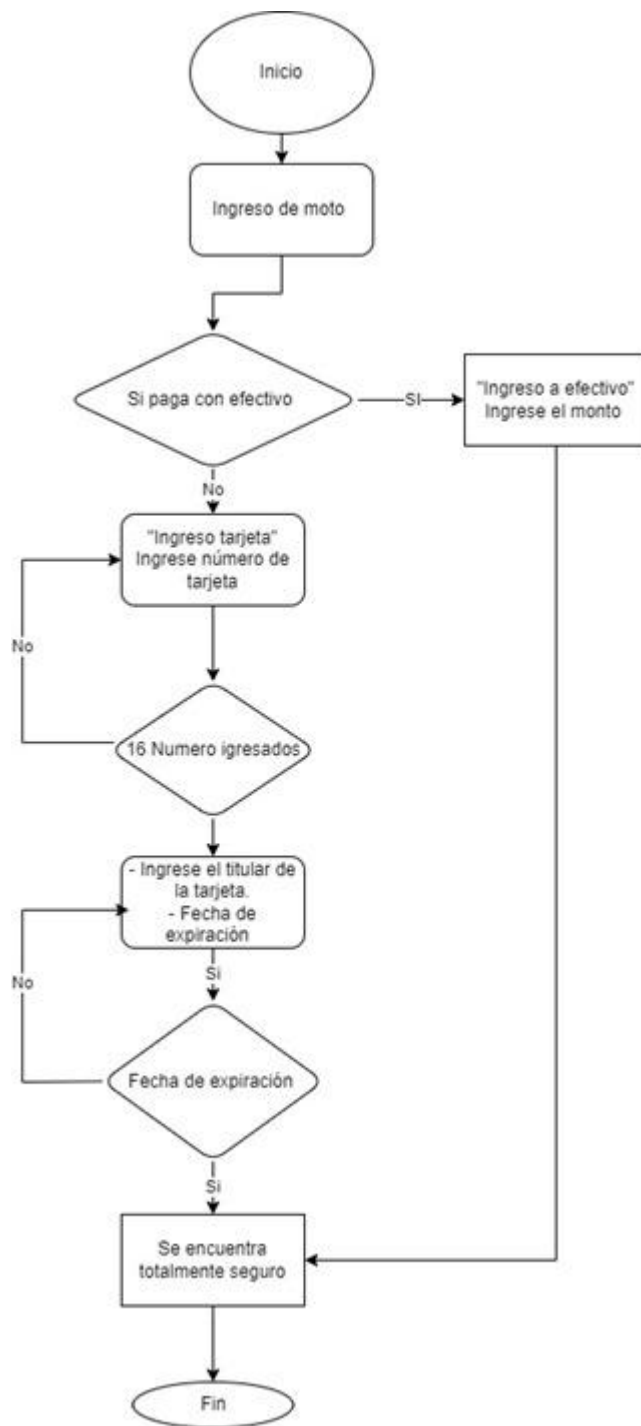 Inicio
Ingreso de moto
Si paga con efectivo
SI
"Ingreso a efectivo"
Ingrese el monto
No
"Ingreso tarjeta"
Ingrese número de
tarjeta
No
16 Numero igresados
- Ingrese el titular de
la tarjeta.
- Fecha de
expiración
No
Si
Fecha de expiración
Si
Se encuentra
totalmente seguro
Fin